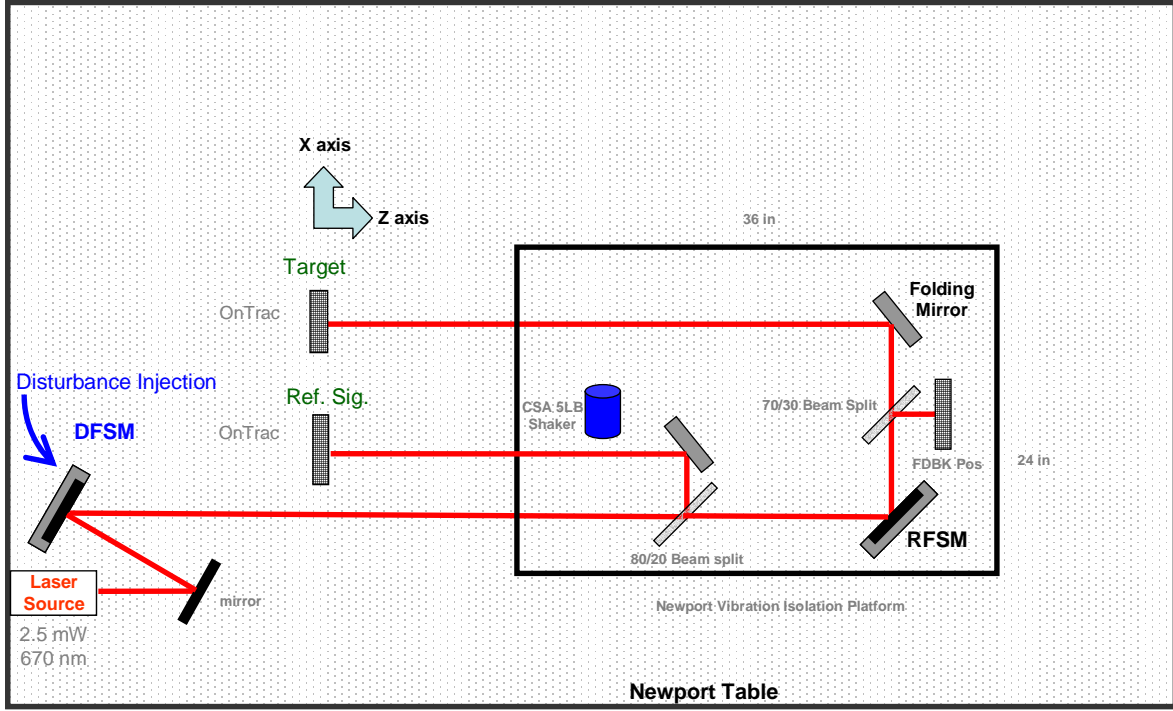 X axis
Z axis
36 in
Target
OnTrac
Folding
Mirror
Disturbance Injection
DFSM
Ref. Sig.
OnTrac
CSA 5LB
Shaker
70/30 Beam Split
FDBK Pos
24 in
RFSM
80/20 Beam split
Laser
Source
mirror
Newport Vibration Isolation Platform
2.5 mW
670 nm
Newport Table